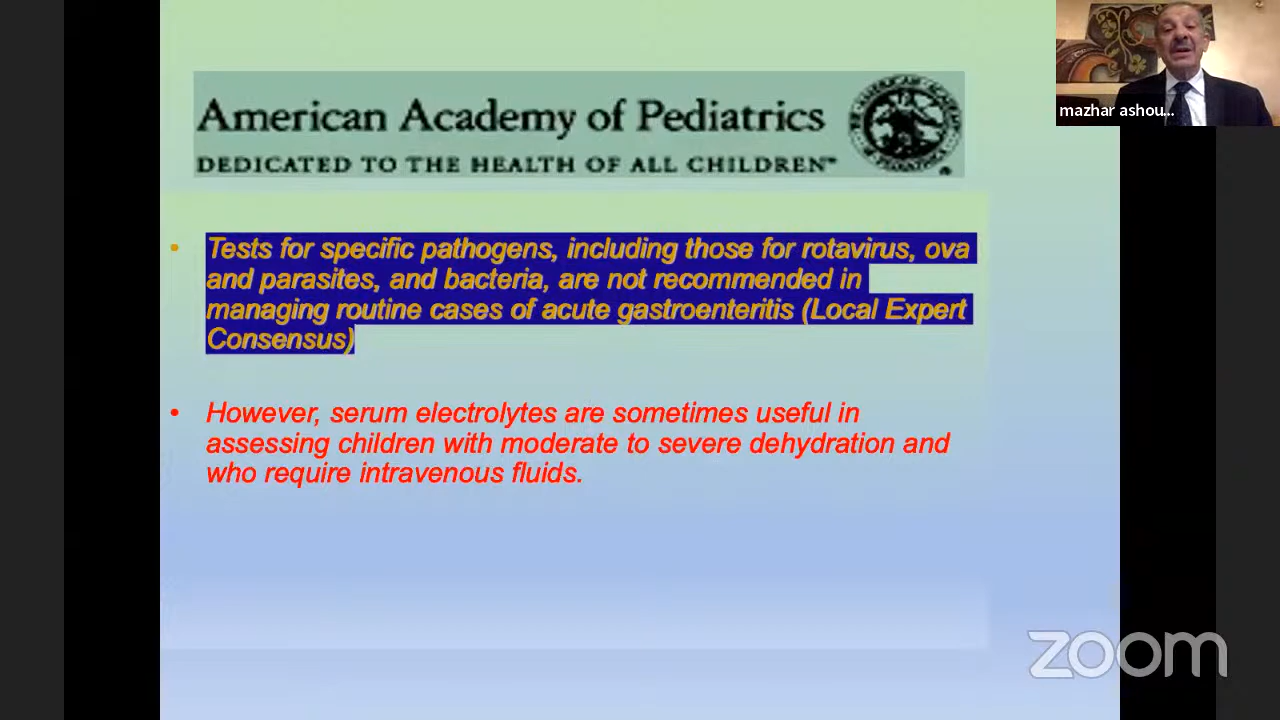 mazhar ashou...
American Academy of Pediatrics
DEDICATED TO THE HEALTH OF ALL CHILDREN™
• Tests for specific pathogens, including those for rotavirus, ova
and parasites, and bacteria, are not recommended in
managing routine cases of acute gastroenteritis (Local Expert
Consensus)
• However, serum electrolytes are sometimes useful in
assessing children with moderate to severe dehydration and
who require intravenous fluids.
zoom